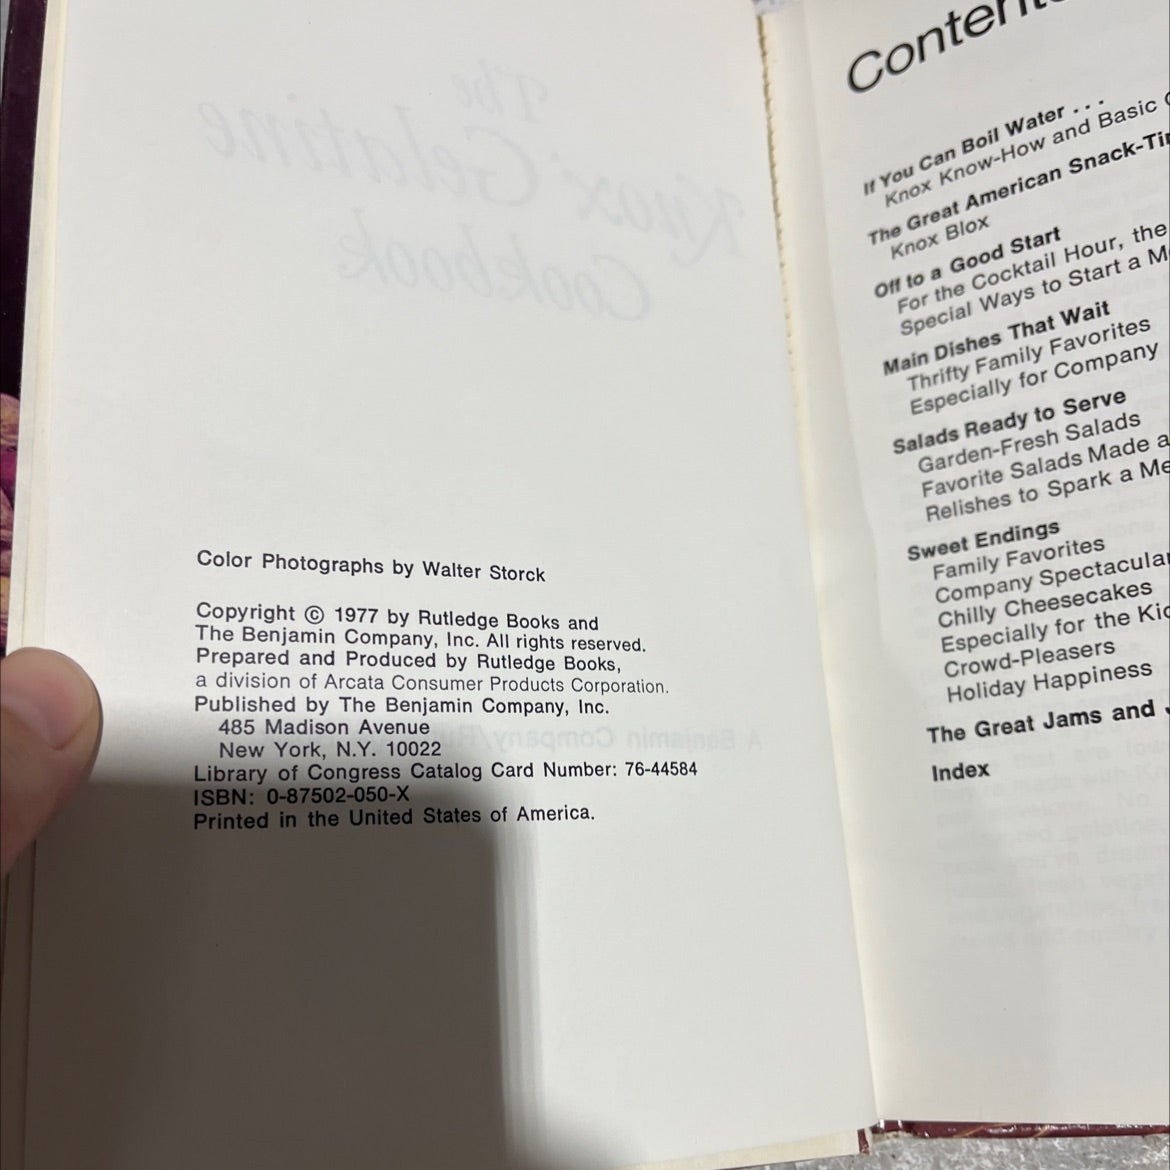 The
Knox Gelatine
Cookbook
Color Photographs by Walter Storck
Copyright © 1977 by Rutledge Books and
The Benjamin Company, Inc. All rights reserved.
Prepared and Produced by Rutledge Books,
a division of Arcata Consumer Products Corporation.
Published by The Benjamin Company, Inc.
485 Madison Avenue
New York, N.Y. 10022
Library of Congress Catalog Card Number: 76-44584
ISBN: 0-87502-050-X
Printed in the United States of America.
A Benjamin Company/
Content
If You Can Boil Water . . .
Knox Know-How and Basic
The Great American Snack-Ti
Knox Blox
Off to a Good Start
For the Cocktail Hour, the
Special Ways to Start a M
Main Dishes That Wait
Thrifty Family Favorites
Especially for Company
Salads Ready to Serve
Garden-Fresh Salads
Favorite Salads Made a
Relishes to Spark a Me
Sweet Endings
Family Favorites
Company Spectacular
Chilly Cheesecakes
Especially for the Kid
Crowd-Pleasers
Holiday Happiness
The Great Jams and J
Index